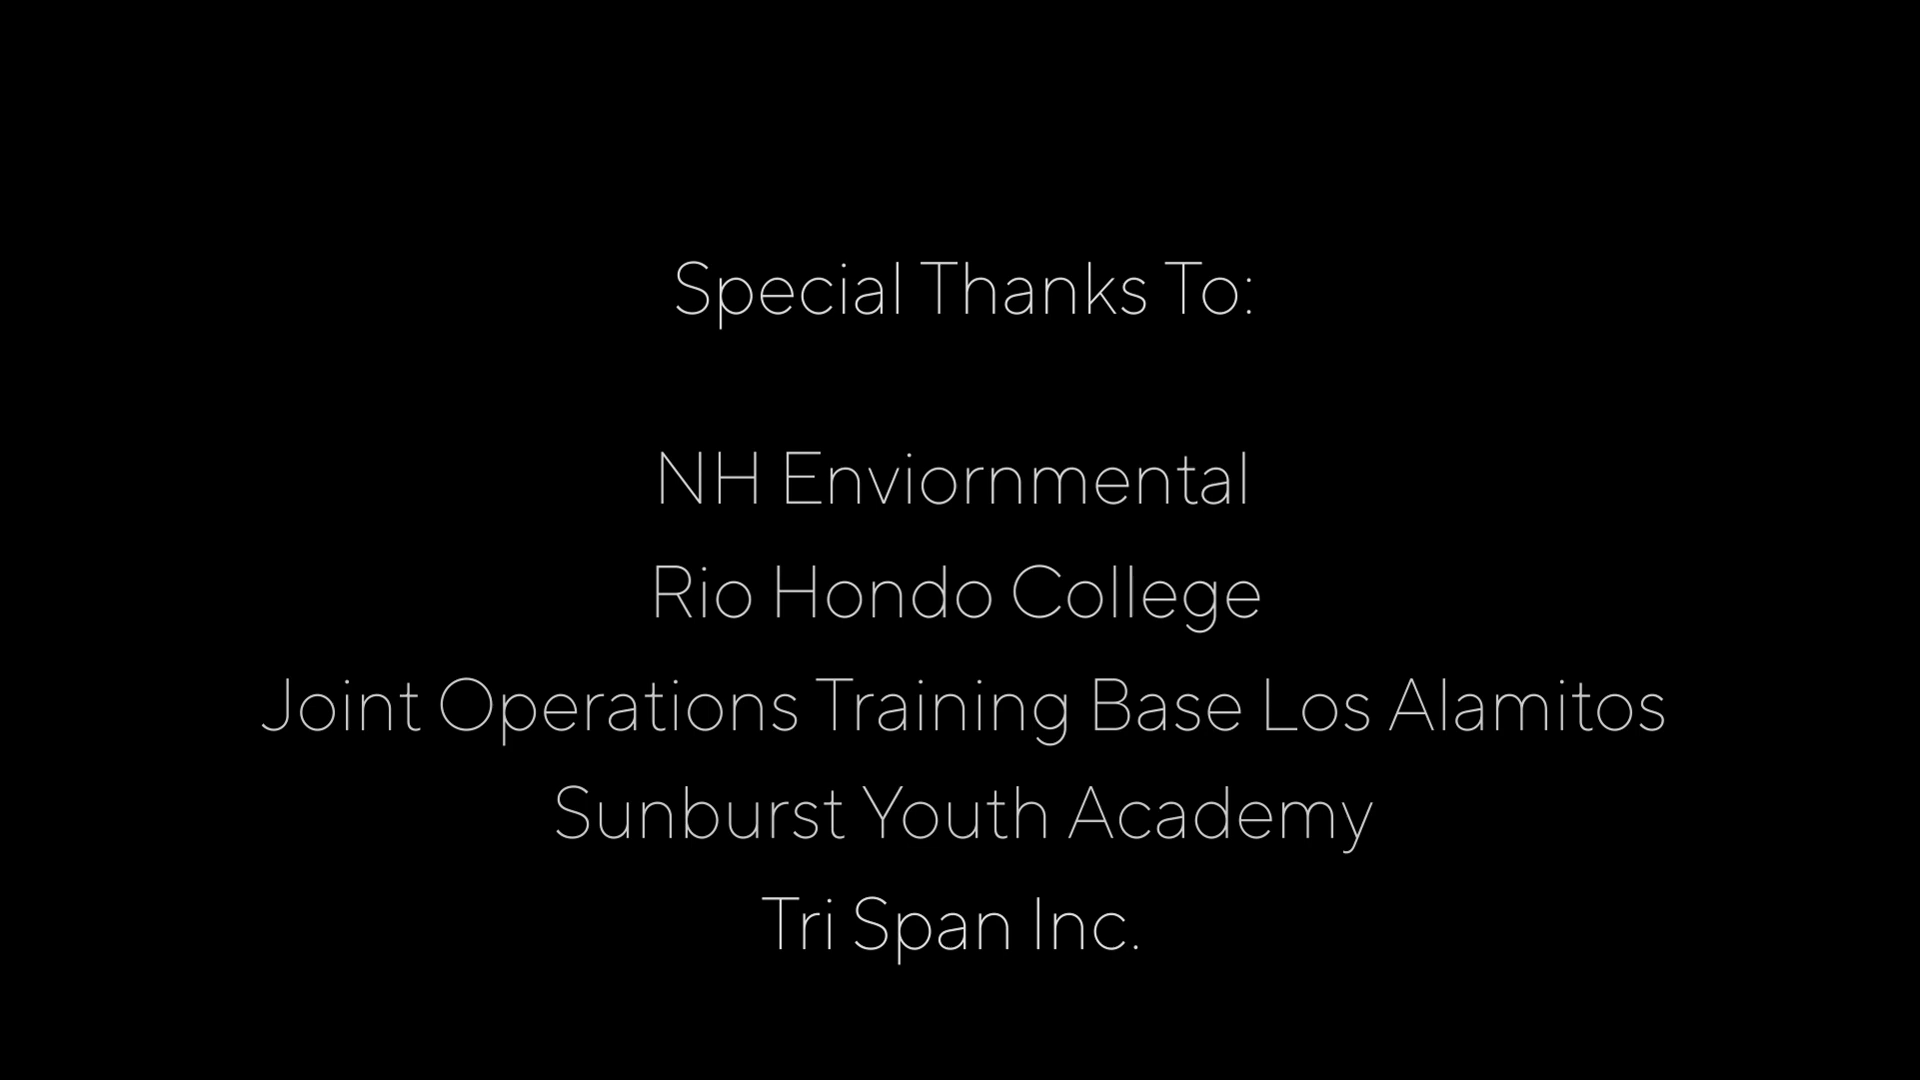 Special Thanks To:
NH Enviornmental
Rio Hondo College
Joint Operations Training Base Los Alamitos
Sunburst Youth Academy
Tri Span Inc.